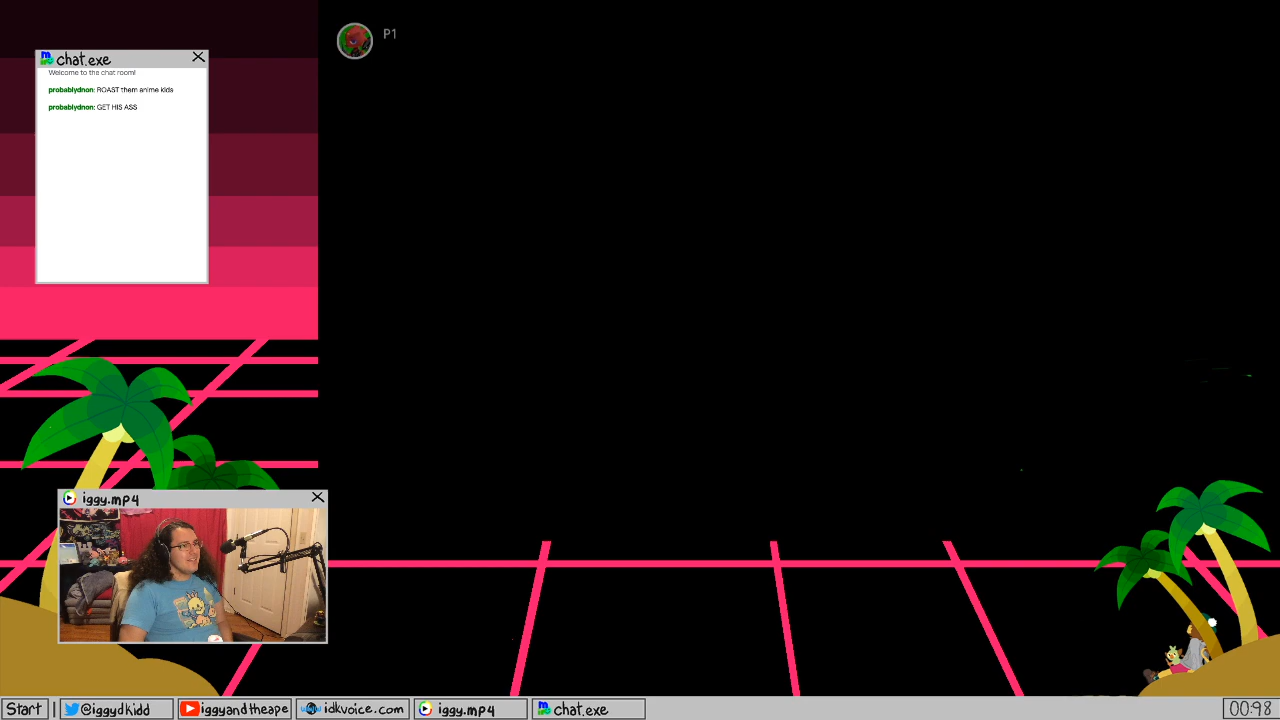 P1
chat.exe
Welcome to the chat room!
probablydnon: ROAST them anime kids
probablydnon: GET HIS ASS
iggy.mp4
Start | @iggydkidd iggyandtheape idkvoice.com iggy.mp4 chat.exe 00:98